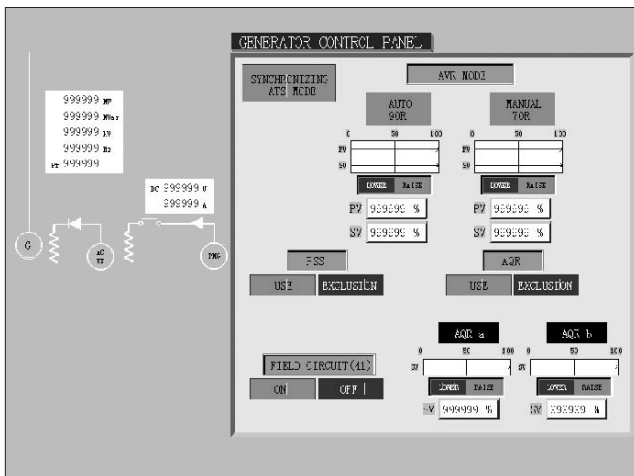 GENERATOR CONTROL PANEL
SYNCHRONIZING
ATS MODE
AVR MODE
AUTO
90R
MANUAL
70R
0 50 100
0 50 100
PV
SV
PV
SV
LOWER RAISE
LOWER RAISE
PV 999999 %
PV 999999 %
SV 999999 %
SV 999999 %
PSS
AQR
USE EXCLUSION
USE EXCLUSION
AQR a
AQR b
0 50 100
0 50 100
SV
SV
LOWER RAISE
LOWER RAISE
SV 999999 %
SV 999999 %
FIELD CIRCUIT(41)
ON OFF
999999 MW
999999 MVar
999999 KV
999999 Hz
PF 999999
DC 999999 V
999999 A
G
AC
EX
PMG